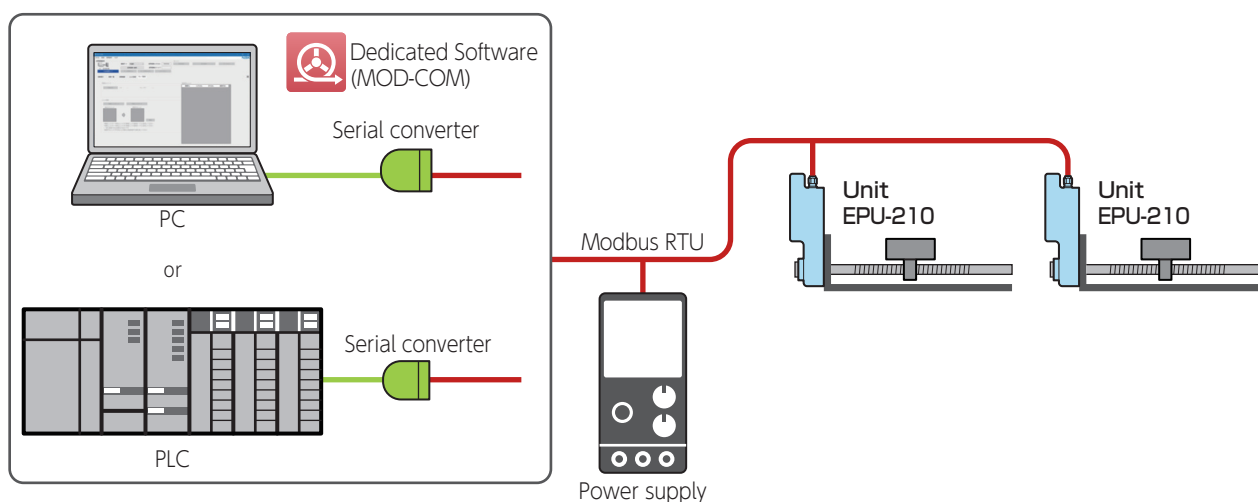 Dedicated Software
(MOD-COM)
Serial converter
PC
or
Serial converter
PLC
Modbus RTU
Power supply
Unit
EPU-210
Unit
EPU-210